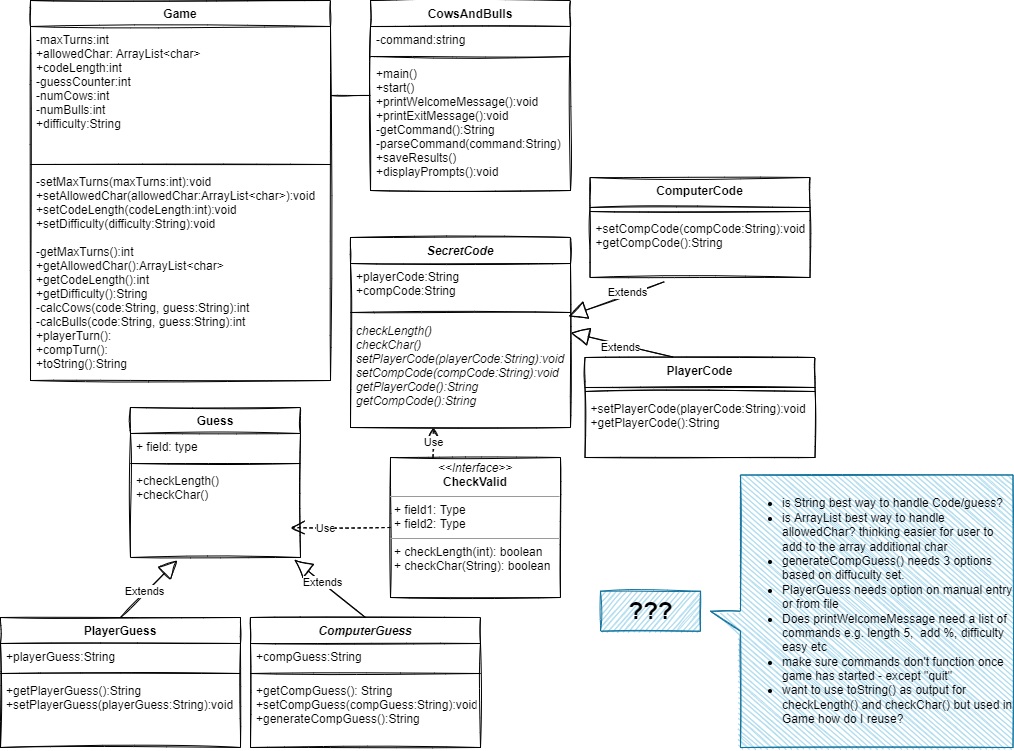 Game
-maxTurns:int
+allowedChar: ArrayList<char>
+codeLength:int
-guessCounter:int
-numCows:int
-numBulls:int
+difficulty:String
-setMaxTurns(maxTurns:int):void
+setAllowedChar(allowedChar:ArrayList<char>):void
+setCodeLength(codeLength:int):void
+setDifficulty(difficulty:String):void
-getMaxTurns():int
+getAllowedChar():ArrayList<char>
+getCodeLength():int
+getDifficulty():String
-calcCows(code:String, guess:String):int
-calcBulls(code:String, guess:String):int
+playerTurn():
+compTurn():
+toString():String
CowsAndBulls
-command:string
+main()
+start()
+printWelcomeMessage():void
+printExitMessage():void
-getCommand():String
-parseCommand(command:String)
+saveResults()
+displayPrompts():void
ComputerCode
+setCompCode(compCode:String):void
+getCompCode():String
SecretCode
+playerCode:String
+compCode:String
checkLength()
checkChar()
setPlayerCode(playerCode:String):void
setCompCode(compCode:String):void
getPlayerCode():String
getCompCode():String
Extends
Extends
PlayerCode
+setPlayerCode(playerCode:String):void
+getPlayerCode():String
Guess
+ field: type
+checkLength()
+checkChar()
Use
<<Interface>>
CheckValid
+ field1: Type
+ field2: Type
+ checkLength(int): boolean
+ checkChar(String): boolean
Use
Extends
Extends
PlayerGuess
+playerGuess:String
+getPlayerGuess():String
+setPlayerGuess(playerGuess:String):void
ComputerGuess
+compGuess:String
+getCompGuess(): String
+setCompGuess(compGuess:String):void
+generateCompGuess():String
???
• is String best way to handle Code/guess?
• is ArrayList best way to handle
allowedChar? thinking easier for user to
add to the array additional char
• generateCompGuess() needs 3 options
based on diffuculty set.
• PlayerGuess needs option on manual entry
or from file
• Does printWelcomeMessage need a list of
commands e.g. length 5, add %, difficulty
easy etc
• make sure commands don't function once
game has started - except "quit"
• want to use toString() as output for
checkLength() and checkChar() but used in
Game how do I reuse?